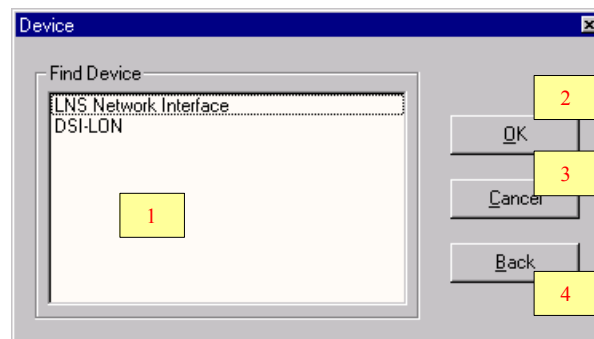 Device
Find Device
LNS Network Interface
DSI-LON
1
2
OK
3
Cancel
Back
4